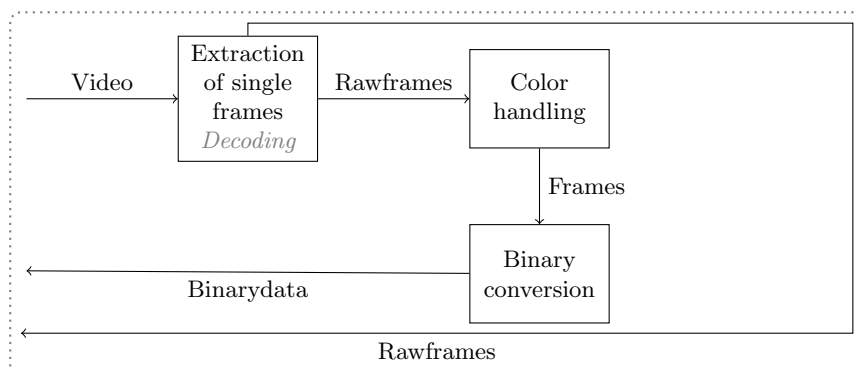 Video
Extraction
of single
frames
Decoding
Rawframes
Color
handling
Frames
Binary
conversion
Binarydata
Rawframes